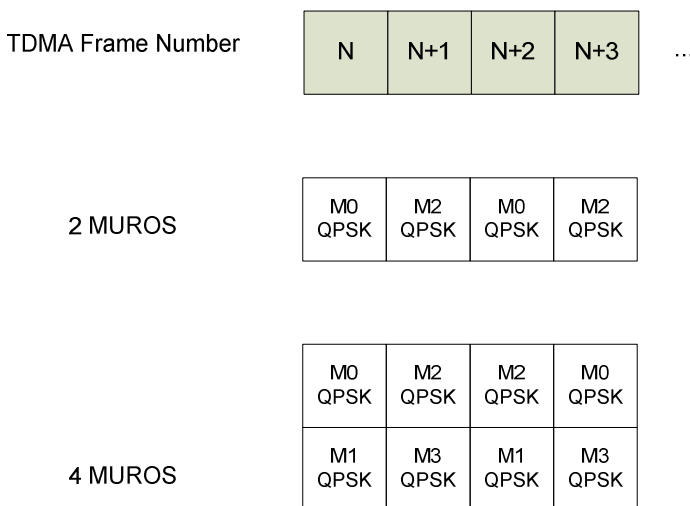 TDMA Frame Number
N N+1 N+2 N+3 ...
2 MUROS
M0 M2 M0 M2
QPSK QPSK QPSK QPSK
M0 M2 M2 M0
QPSK QPSK QPSK QPSK
4 MUROS
M1 M3 M1 M3
QPSK QPSK QPSK QPSK